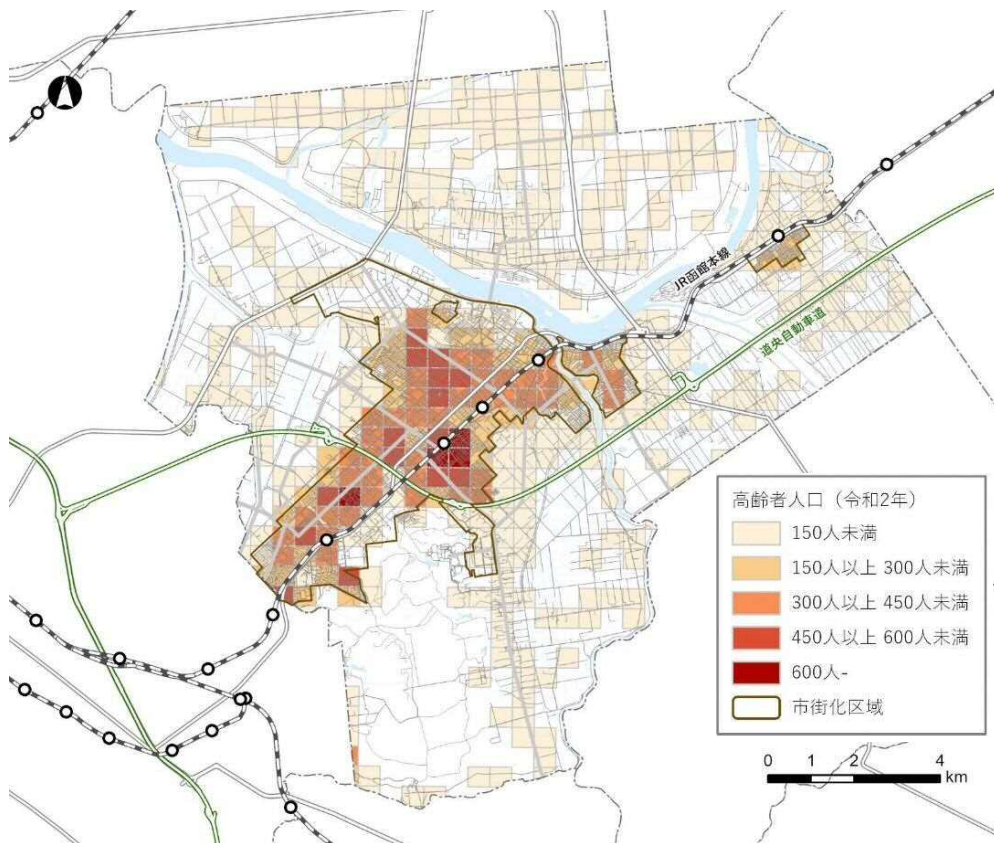 JR函館本線
道央自動車道
高齢者人口（令和2年）
150人未満
150人以上 300人未満
300人以上 450人未満
450人以上 600人未満
600人-
市街化区域
0 1 2 4
km